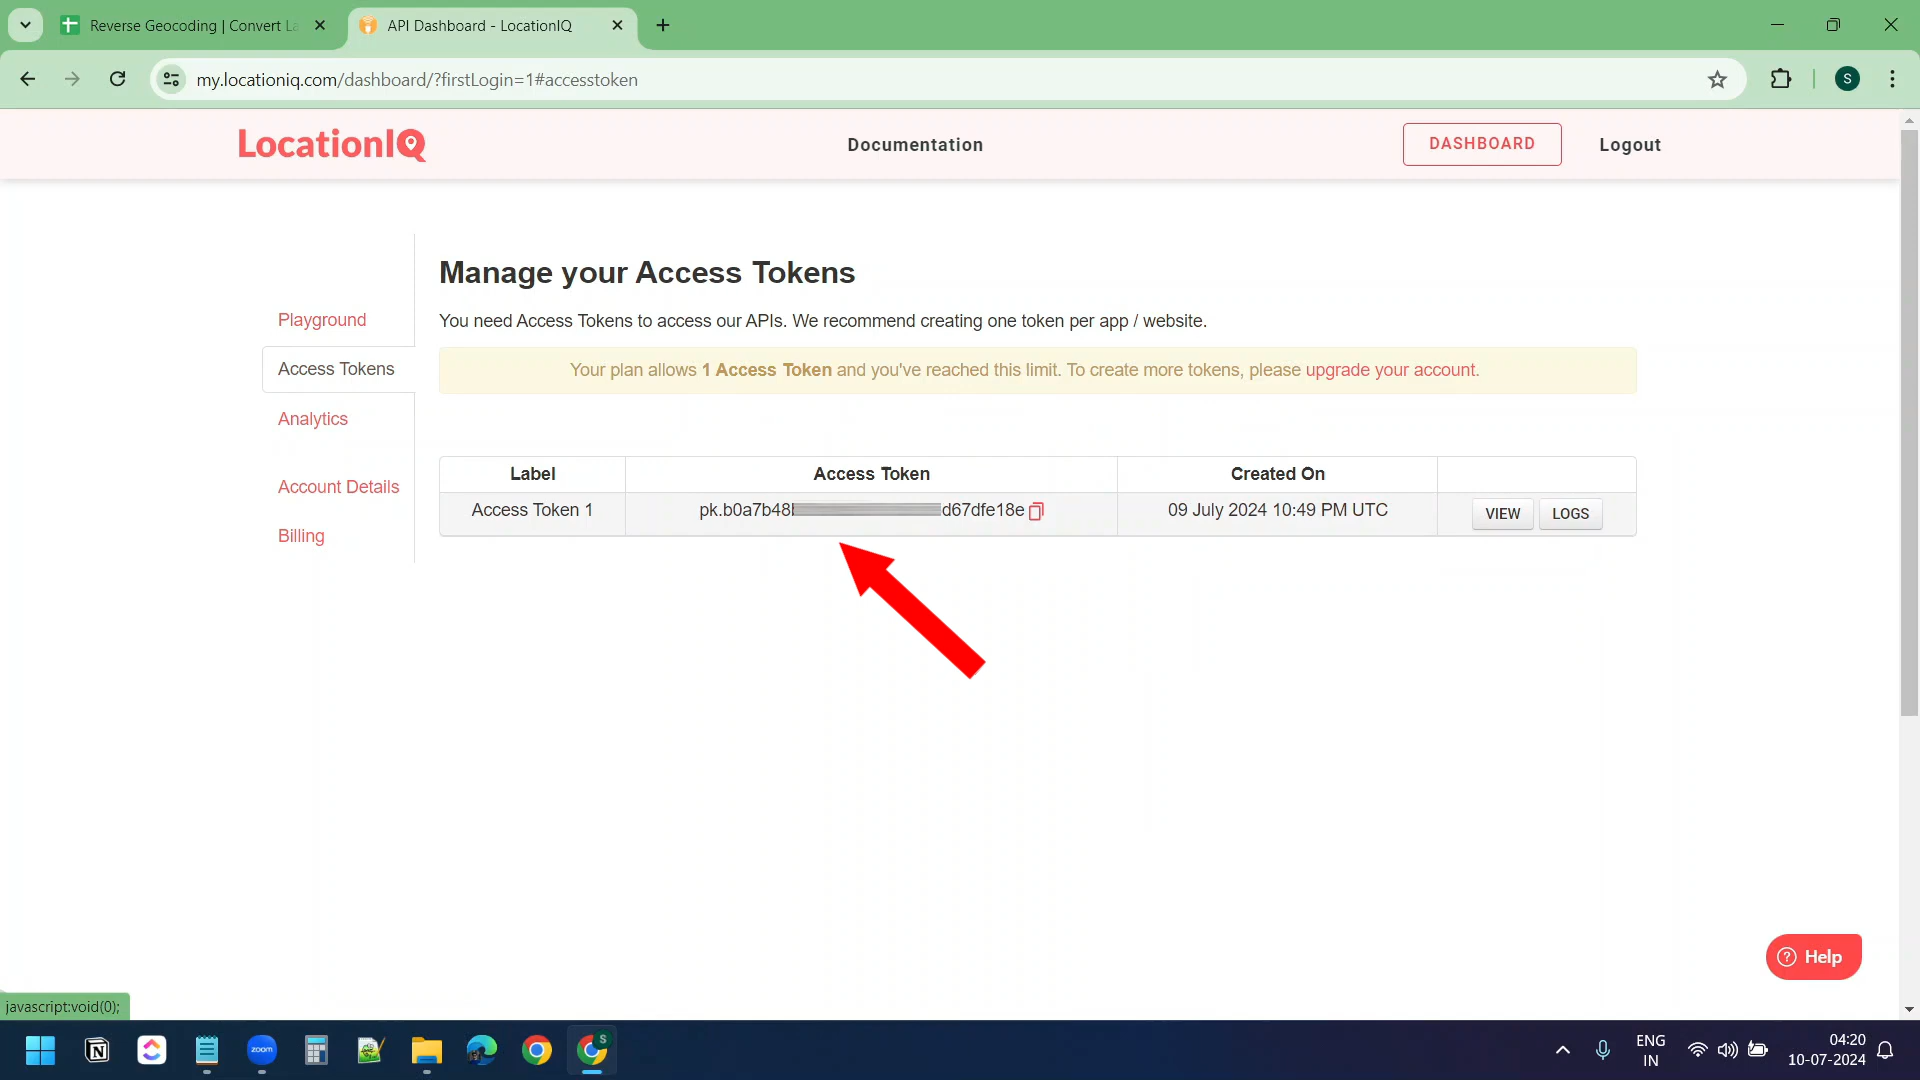 Reverse Geocoding | Convert La
API Dashboard - LocationIQ
my.locationiq.com/dashboard/?firstLogin=1#accesstoken
S
LocationIQ
Documentation
DASHBOARD
Logout
Manage your Access Tokens
Playground
You need Access Tokens to access our APIs. We recommend creating one token per app / website.
Access Tokens
Your plan allows 1 Access Token and you've reached this limit. To create more tokens, please upgrade your account.
Analytics
Account Details
Billing
Label Access Token Created On
Access Token 1 pk.b0a7b48 d67dfe18e 09 July 2024 10:49 PM UTC VIEW LOGS
? Help
javascript:void(0);
N
zoom
S
ENG
IN
04:20
10-07-2024